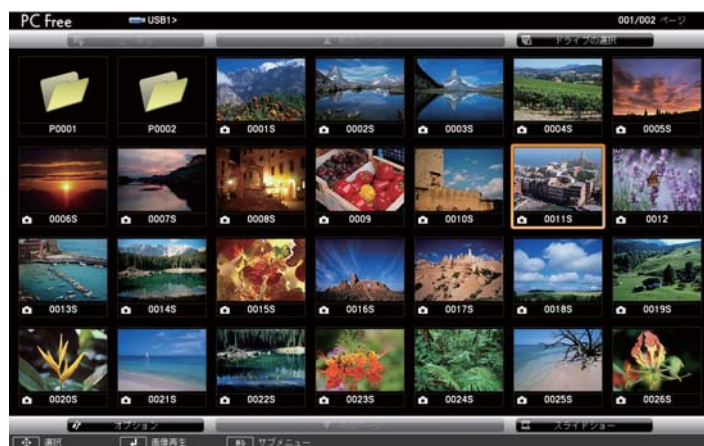 PC Free USB1> 001/002 ページ
ドライブの選択
P0001 P0002 0001S 0002S 0003S 0004S 0005S
0006S 0007S 0008S 0009 0010S 0011S 0012
0013S 0014S 0015S 0016S 0017S 0018S 0019S
0020S 0021S 0022S 0023S 0024S 0025S 0026S
オプション スライドショー
選択 画像再生 戻る サブメニュー